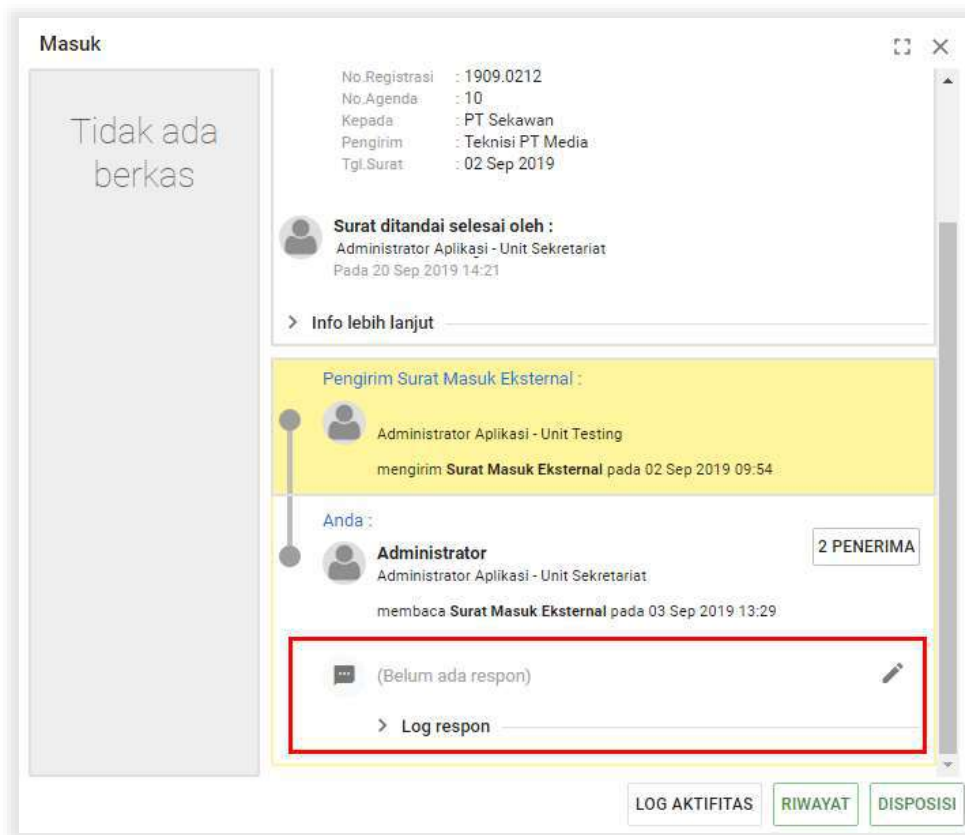 Masuk
Tidak ada
berkas
No.Registrasi : 1909.0212
No.Agenda : 10
Kepada : PT Sekawan
Pengirim : Teknisi PT Media
Tgl.Surat : 02 Sep 2019
Surat ditandai selesai oleh :
Administrator Aplikasi - Unit Sekretariat
Pada 20 Sep 2019 14:21
Info lebih lanjut
Pengirim Surat Masuk Eksternal :
Administrator Aplikasi - Unit Testing
mengirim Surat Masuk Eksternal pada 02 Sep 2019 09:54
Anda :
2 PENERIMA
Administrator
Administrator Aplikasi - Unit Sekretariat
membaca Surat Masuk Eksternal pada 03 Sep 2019 13:29
(Belum ada respon)
Log respon
LOG AKTIFITAS RIWAYAT DISPOSISI